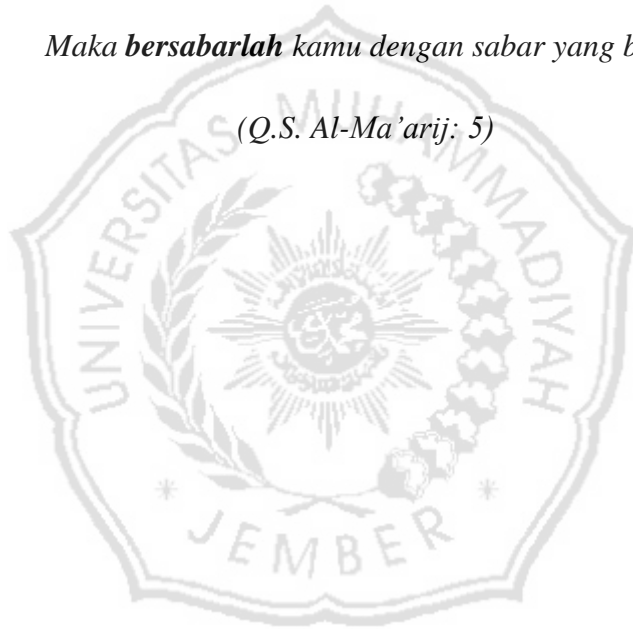 Maka bersabarlah kamu dengan sabar yang b
(Q.S. Al-Ma’arij: 5)
UNIVERSITAS MUHAMMADIYAH
JEMBER